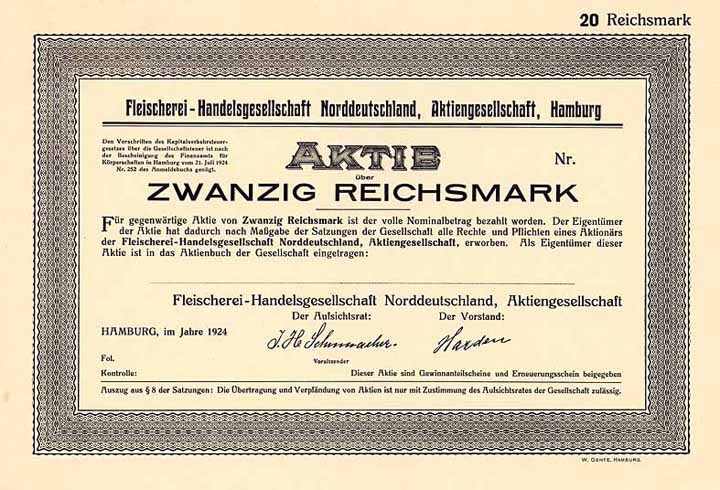 20 Reichsmark
Fleischerei-Handelsgesellschaft Norddeutschland, Aktiengesellschaft, Hamburg
Den Vorschriften des Kapitalverkehrsteuer-
gesetzes über die Gesellschaftsteuer ist nach
der Bescheinigung des Finanzamts für
Körperschaften in Hamburg vom 21. Juli 1924
Nr. 252 des Anmeldebuchs genügt.
AKTIE
Nr.
über
ZWANZIG REICHSMARK
Für gegenwärtige Aktie von Zwanzig Reichsmark ist der volle Nominalbetrag bezahlt worden. Der Eigentümer
der Aktie hat dadurch nach Maßgabe der Satzungen der Gesellschaft alle Rechte und Pflichten eines Aktionärs
der Fleischerei-Handelsgesellschaft Norddeutschland, Aktiengesellschaft, erworben. Als Eigentümer dieser
Aktie ist in das Aktienbuch der Gesellschaft eingetragen:
Fleischerei-Handelsgesellschaft Norddeutschland, Aktiengesellschaft
Der Aufsichtsrat: Der Vorstand:
HAMBURG, im Jahre 1924
J. H. Schumacher. Harden
Vorsitzender
Fol.
Kontrolle:
Dieser Aktie sind Gewinnanteilscheine und Erneuerungsschein beigegeben
Auszug aus § 8 der Satzungen: Die Übertragung und Verpfändung von Aktien ist nur mit Zustimmung des Aufsichtsrates der Gesellschaft zulässig.
W. GENTE, HAMBURG.